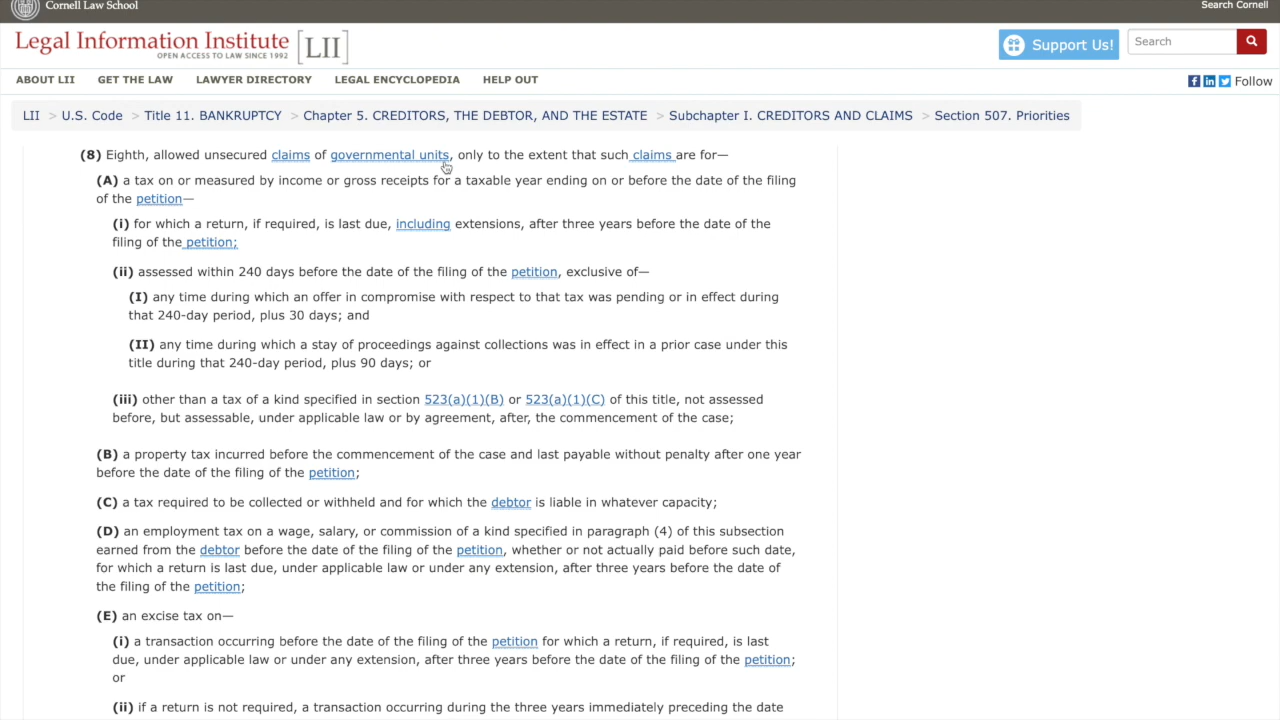 Cornell Law School
Search Cornell
Legal Information Institute [LII]
OPEN ACCESS TO LAW SINCE 1992
Support Us!
Search
ABOUT LII GET THE LAW LAWYER DIRECTORY LEGAL ENCYCLOPEDIA HELP OUT
Follow
LII > U.S. Code > Title 11. BANKRUPTCY > Chapter 5. CREDITORS, THE DEBTOR, AND THE ESTATE > Subchapter I. CREDITORS AND CLAIMS > Section 507. Priorities
(8) Eighth, allowed unsecured claims of governmental units, only to the extent that such claims are for—
(A) a tax on or measured by income or gross receipts for a taxable year ending on or before the date of the filing
of the petition—
(i) for which a return, if required, is last due, including extensions, after three years before the date of the
filing of the petition;
(ii) assessed within 240 days before the date of the filing of the petition, exclusive of—
(I) any time during which an offer in compromise with respect to that tax was pending or in effect during
that 240-day period, plus 30 days; and
(II) any time during which a stay of proceedings against collections was in effect in a prior case under this
title during that 240-day period, plus 90 days; or
(iii) other than a tax of a kind specified in section 523(a)(1)(B) or 523(a)(1)(C) of this title, not assessed
before, but assessable, under applicable law or by agreement, after, the commencement of the case;
(B) a property tax incurred before the commencement of the case and last payable without penalty after one year
before the date of the filing of the petition;
(C) a tax required to be collected or withheld and for which the debtor is liable in whatever capacity;
(D) an employment tax on a wage, salary, or commission of a kind specified in paragraph (4) of this subsection
earned from the debtor before the date of the filing of the petition, whether or not actually paid before such date,
for which a return is last due, under applicable law or under any extension, after three years before the date of
the filing of the petition;
(E) an excise tax on—
(i) a transaction occurring before the date of the filing of the petition for which a return, if required, is last
due, under applicable law or under any extension, after three years before the date of the filing of the petition;
or
(ii) if a return is not required, a transaction occurring during the three years immediately preceding the date